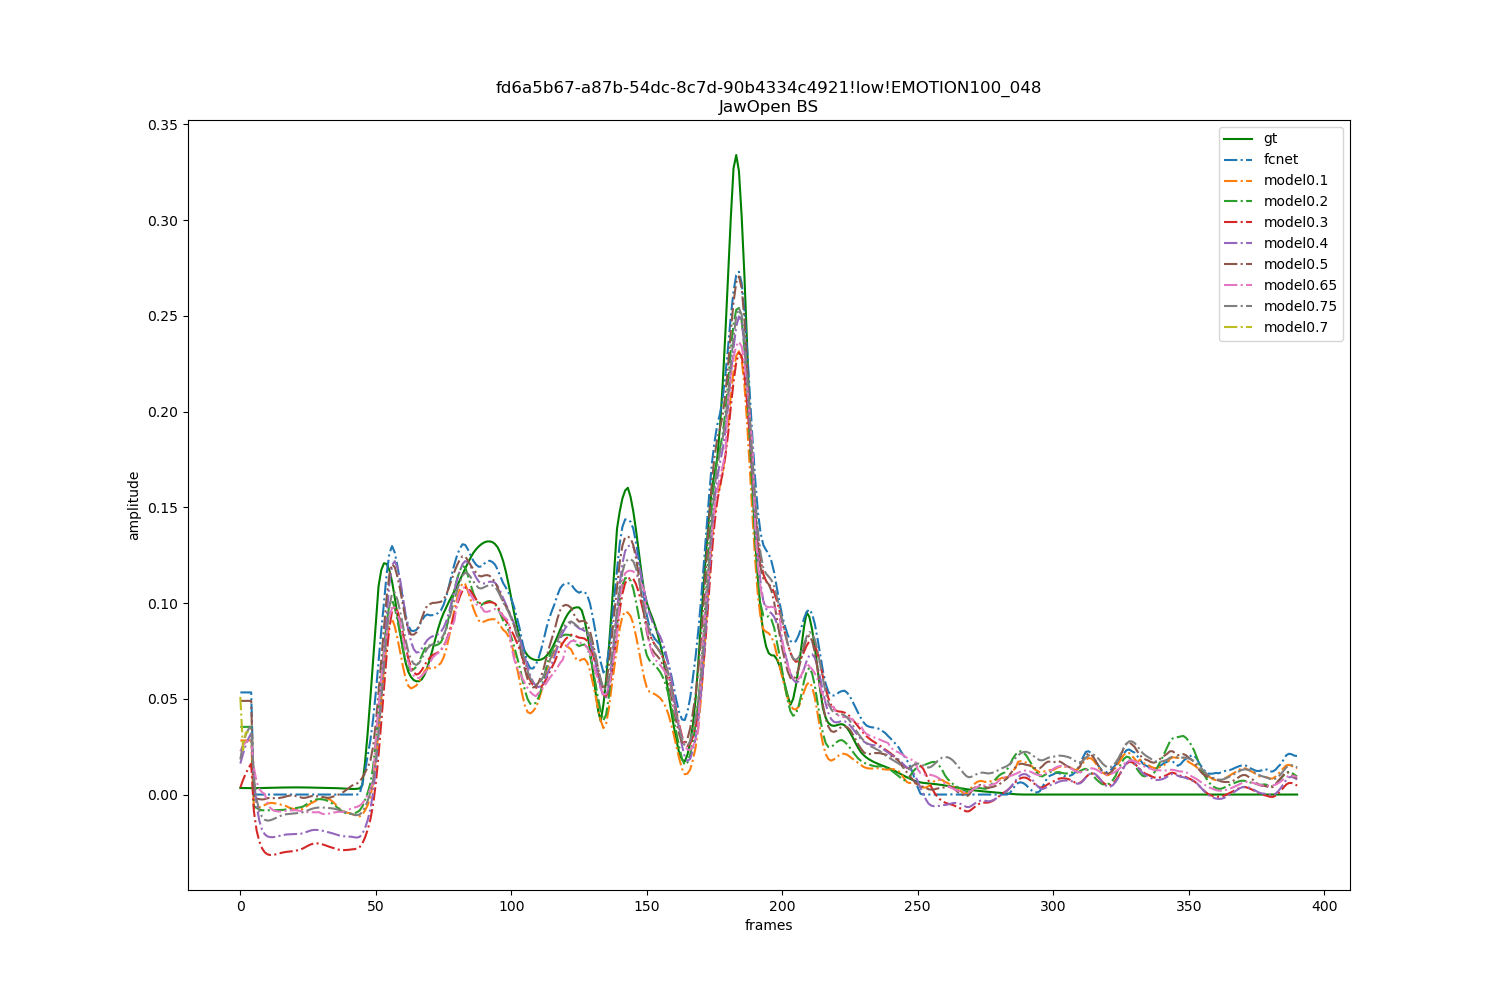 fd6a5b67-a87b-54dc-8c7d-90b4334c4921!low!EMOTION100_048
JawOpen BS
gt
fcnet
model0.1
model0.2
model0.3
model0.4
model0.5
model0.65
model0.75
model0.7
0.35
0.30
0.25
0.20
0.15
0.10
0.05
0.00
amplitude
0
50
100
150
200
250
300
350
400
frames